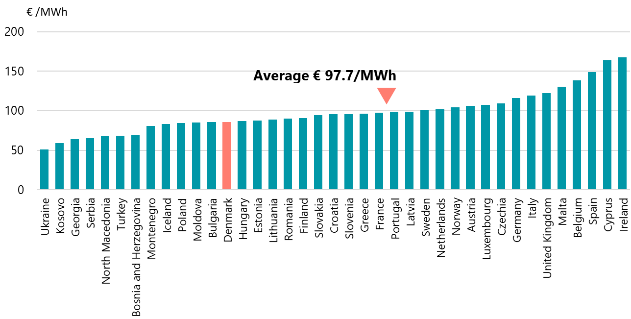 € /MWh
200
150
100
50
0
Average € 97.7/MWh
Ukraine
Kosovo
Georgia
Serbia
North Macedonia
Turkey
Bosnia and Herzegovina
Montenegro
Iceland
Poland
Moldova
Bulgaria
Denmark
Hungary
Estonia
Lithuania
Romania
Finland
Slovakia
Croatia
Slovenia
Greece
France
Portugal
Latvia
Sweden
Netherlands
Norway
Austria
Luxembourg
Czechia
Germany
Italy
United Kingdom
Malta
Belgium
Spain
Cyprus
Ireland